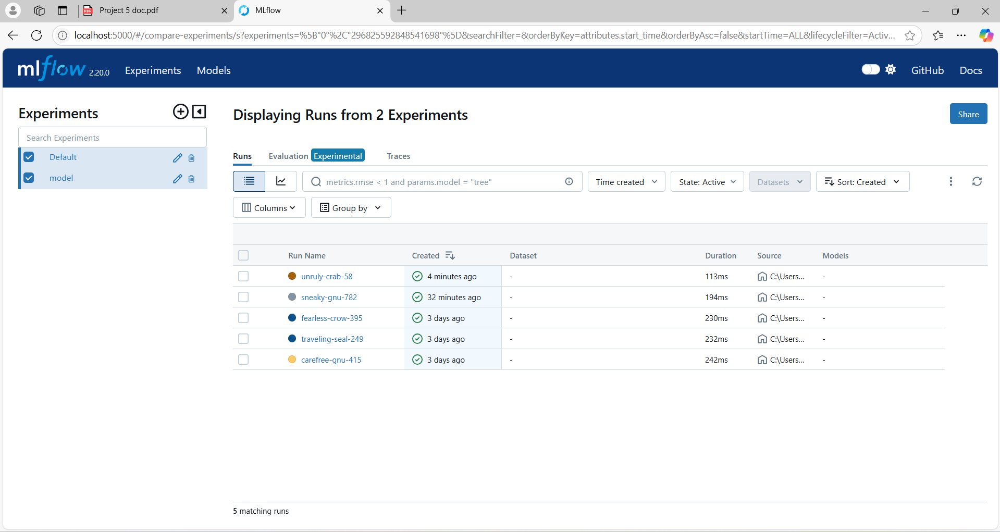 Project 5 doc.pdf
MLflow
localhost:5000/#/compare-experiments/s?experiments=%5B"0"%2C"296825592848541698"%5D&searchFilter=&orderByKey=attributes.start_time&orderByAsc=false&startTime=ALL&lifecycleFilter=Activ...
mlflow 2.20.0 Experiments Models GitHub Docs
Experiments
Search Experiments
Default
model
Displaying Runs from 2 Experiments
Share
Runs Evaluation Experimental Traces
metrics.rmse < 1 and params.model = "tree"
Time created
State: Active
Datasets
Sort: Created
Columns
Group by
Run Name Created Dataset Duration Source Models
unruly-crab-58 4 minutes ago - 113ms C:\Users... -
sneaky-gnu-782 32 minutes ago - 194ms C:\Users... -
fearless-crow-395 3 days ago - 230ms C:\Users... -
traveling-seal-249 3 days ago - 232ms C:\Users... -
carefree-gnu-415 3 days ago - 242ms C:\Users... -
5 matching runs